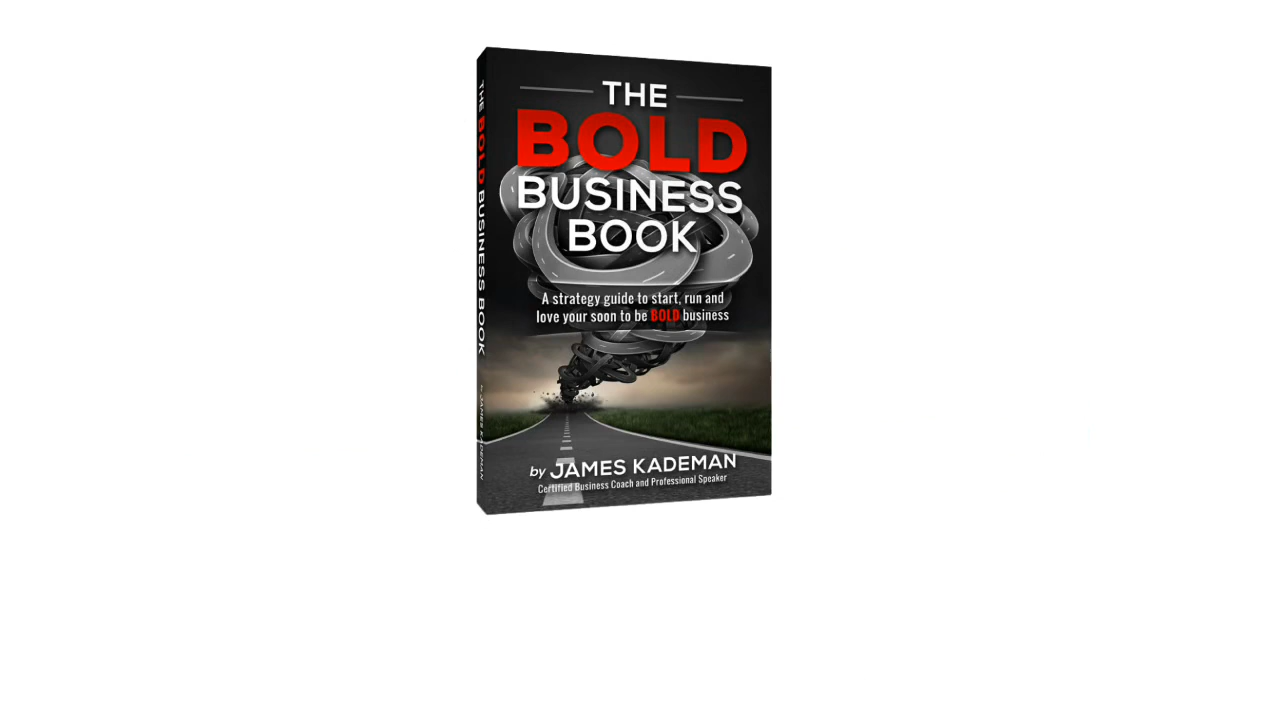 THE
BOLD
BUSINESS
BOOK
A strategy guide to start, run and
love your soon to be BOLD business
by JAMES KADEMAN
Certified Business Coach and Professional Speaker
THE BOLD BUSINESS BOOK
by JAMES KADEMAN